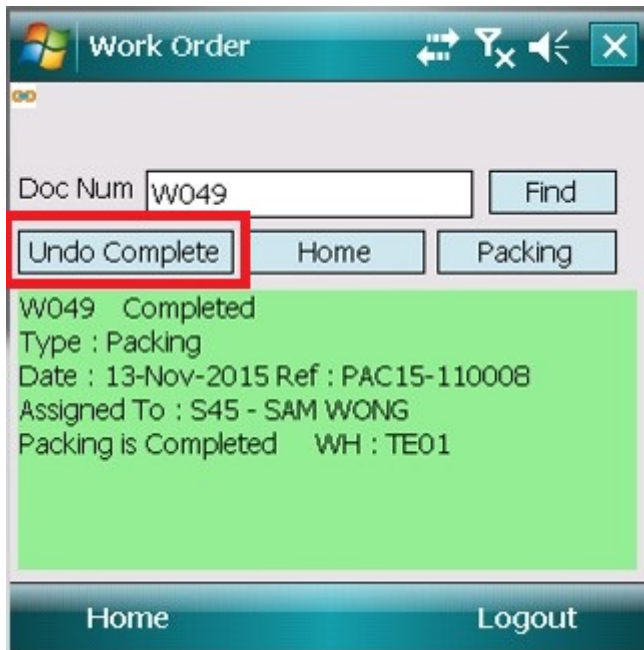 Work Order
Doc Num W049 Find
Undo Complete Home Packing
W049 Completed
Type : Packing
Date : 13-Nov-2015 Ref : PAC15-110008
Assigned To : S45 - SAM WONG
Packing is Completed WH : TE01
Home Logout